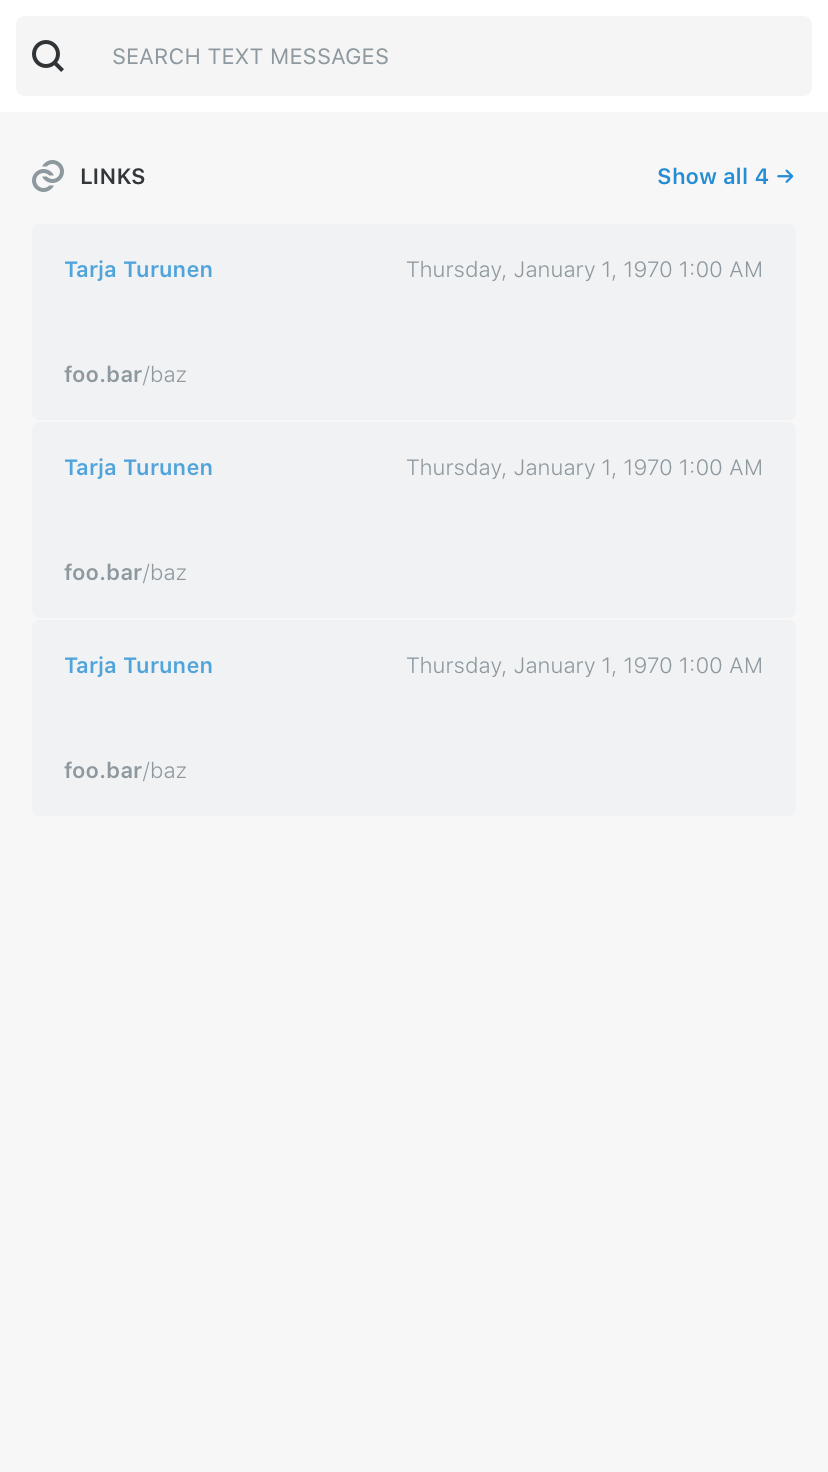 SEARCH TEXT MESSAGES
LINKS Show all 4 →
Tarja Turunen Thursday, January 1, 1970 1:00 AM
foo.bar/baz
Tarja Turunen Thursday, January 1, 1970 1:00 AM
foo.bar/baz
Tarja Turunen Thursday, January 1, 1970 1:00 AM
foo.bar/baz